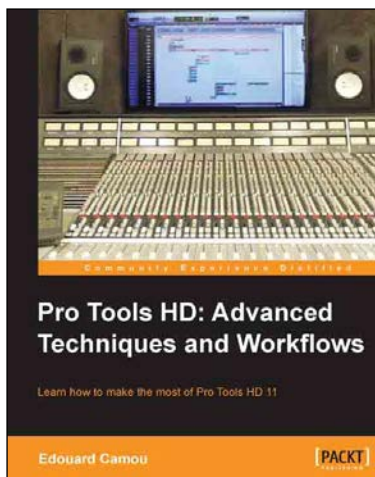 Community Experience Distilled
Pro Tools HD: Advanced
Techniques and Workflows
Learn how to make the most of Pro Tools HD 11
Edouard Camou
[PACKT]
PUBLISHING